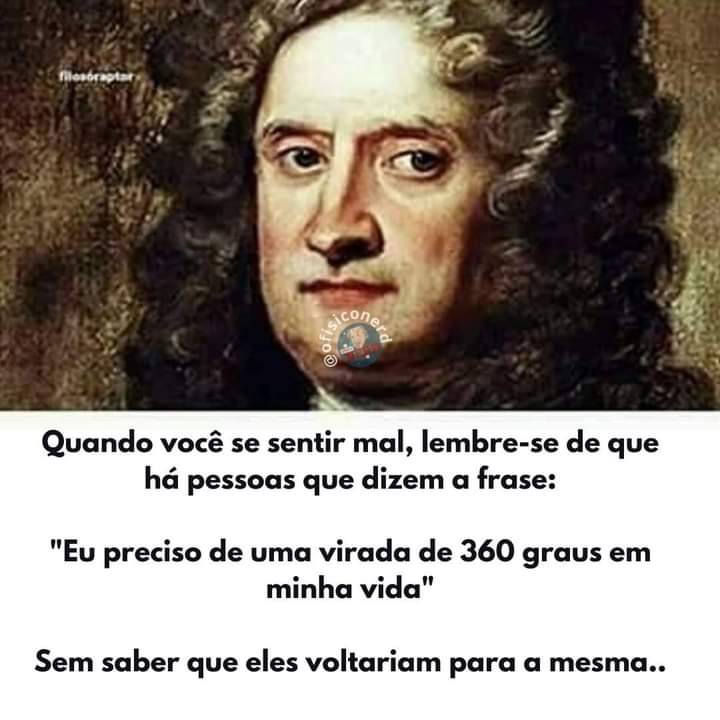 filosóraptor
@ofisiconerd
Quando você se sentir mal, lembre-se de que
há pessoas que dizem a frase:
"Eu preciso de uma virada de 360 graus em
minha vida"
Sem saber que eles voltariam para a mesma..